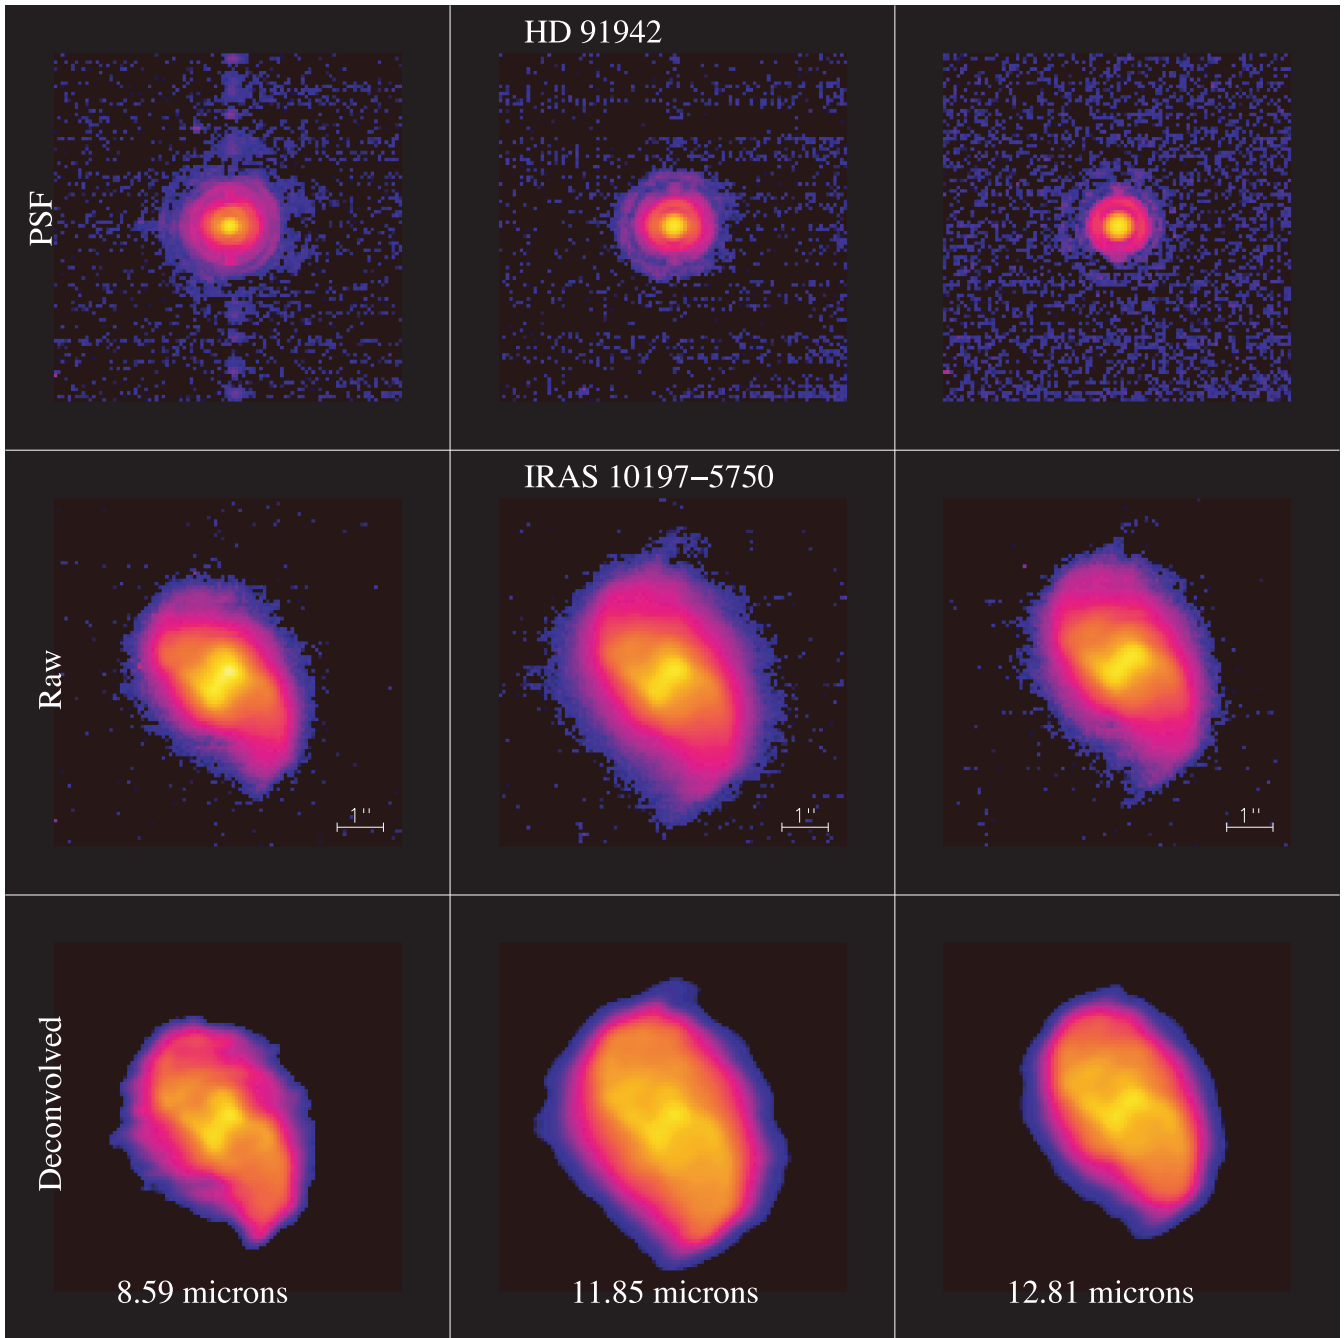 HD 91942
PSF
IRAS 10197–5750
Raw
1''
1''
1''
Deconvolved
8.59 microns
11.85 microns
12.81 microns